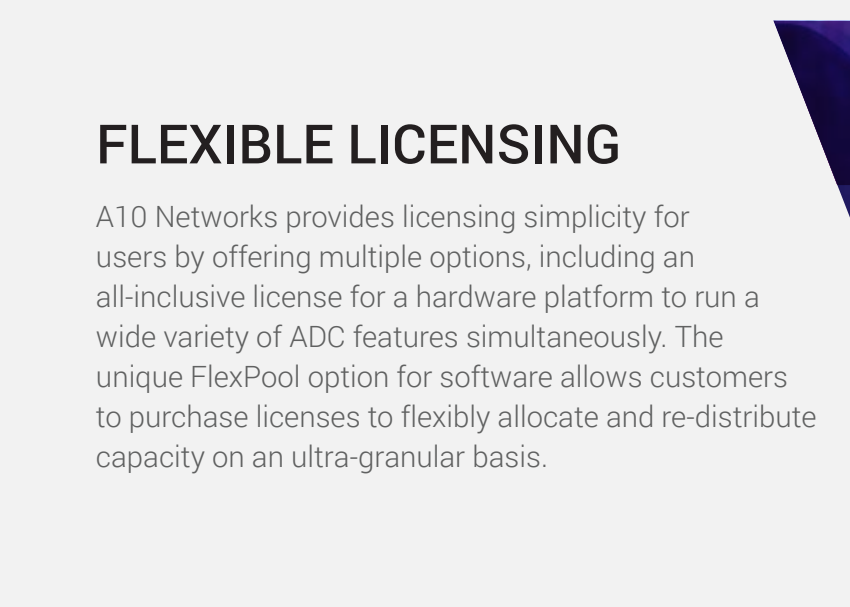 FLEXIBLE LICENSING
A10 Networks provides licensing simplicity for
users by offering multiple options, including an
all-inclusive license for a hardware platform to run a
wide variety of ADC features simultaneously. The
unique FlexPool option for software allows customers
to purchase licenses to flexibly allocate and re-distribute
capacity on an ultra-granular basis.